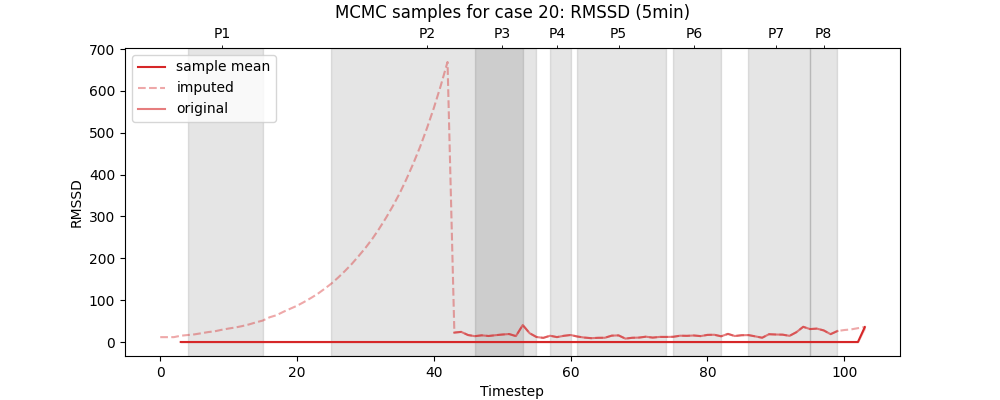 MCMC samples for case 20: RMSSD (5min)
P1 P2 P3 P4 P5 P6 P7 P8
700
600
500
400
300
200
100
0
RMSSD
sample mean
imputed
original
0 20 40 60 80 100
Timestep